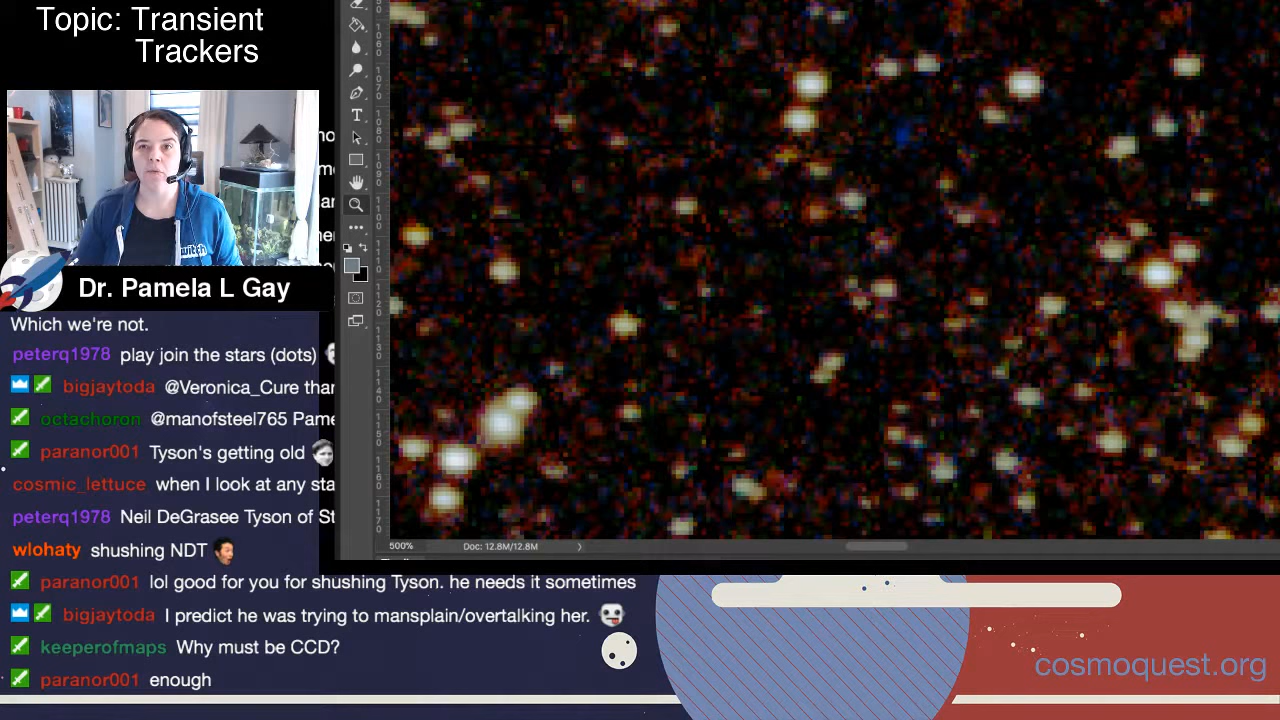 Topic: Transient
Trackers
Dr. Pamela L Gay
Which we're not.
peterq1978 play join the stars (dots)
bigjaytoda @Veronica_Cure than
octachoron @manofsteel765 Pame
paranor001 Tyson's getting old
cosmic_lettuce when I look at any sta
peterq1978 Neil DeGrasee Tyson of St
wlohaty shushing NDT
paranor001 lol good for you for shushing Tyson. he needs it sometimes
bigjaytoda I predict he was trying to mansplain/overtalking her.
keeperofmaps Why must be CCD?
paranor001 enough
500% Doc: 12.8M/12.8M
cosmoquest.org